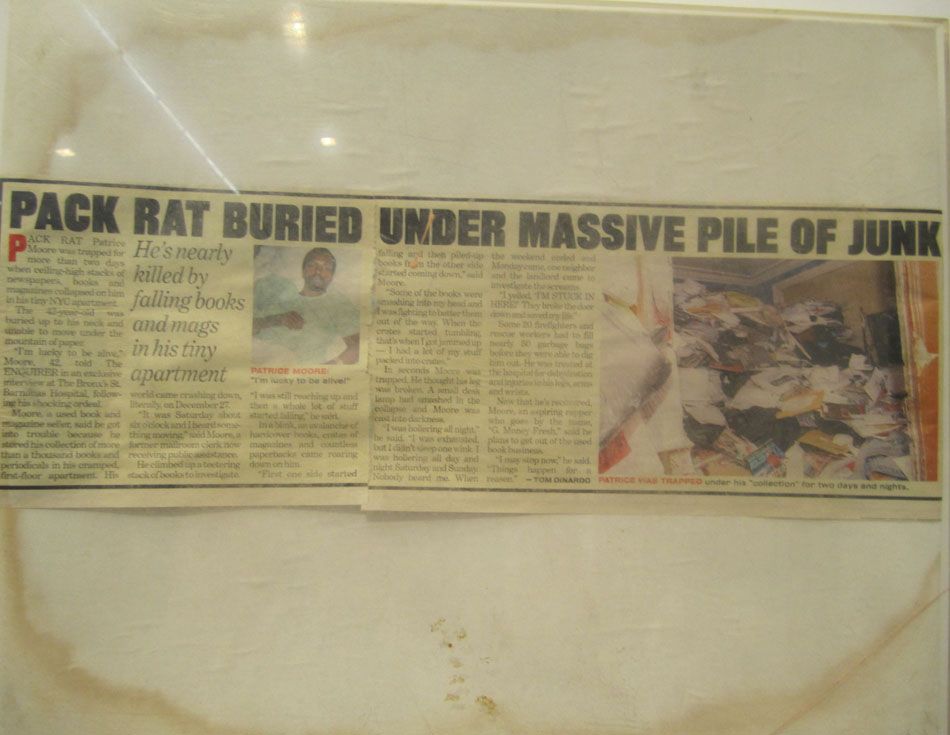 PACK RAT BURIED UNDER MASSIVE PILE OF JUNK
PACK RAT Patrice
Moore was trapped for
more than two days
when ceiling-high stacks of
newspapers, books and
magazines collapsed on him
in his tiny NYC apartment.
The 42-year-old was
buried up to his neck and
unable to move under the
mountain of paper.
"I'm lucky to be alive,"
Moore, 42, told The
ENQUIRER in an exclusive
interview at The Bronx's St.
Barnabas Hospital, follow-
ing his shocking ordeal.
Moore, a used book and
magazine seller, said he got
into trouble because he
stored his collection of more
than a thousand books and
periodicals in his cramped,
first-floor apartment. His
He's nearly
killed by
falling books
and mags
in his tiny
apartment
world came crashing down,
literally, on December 27.
"It was Saturday about
six o'clock and I heard some-
thing moving," said Moore, a
former mailroom clerk now
receiving public assistance.
He climbed up a teetering
stack of books to investigate.
PATRICE MOORE:
"I'm lucky to be alive!"
"I was still reaching up and
then a whole lot of stuff
started falling," he said.
In a blink, an avalanche of
hardcover books, crates of
magazines and countless
paperbacks came roaring
down on him.
"First one side started
falling and then piled-up
books from the other side
started coming down," said
Moore.
"Some of the books were
smashing into my head and
I was fighting to better them
out of the way. When the
crates started tumbling,
that's when I got jammed up
— I had a lot of my stuff
packed into crates."
In seconds Moore was
trapped. He thought his leg
was broken. A small desk
lamp had smashed in the
collapse and Moore was
cast into darkness.
"I was hollering all night,"
he said. "I was exhausted,
but I didn't sleep one wink. I
was hollering all day and
night Saturday and Sunday.
Nobody heard me. When
the weekend ended and
Monday came, one neighbor
and the landlord came to
investigate the screams.
"I yelled, 'I'M STUCK IN
HERE!' They broke the door
down and saved my life."
Some 20 firefighters and
rescue workers had to fill
nearly 50 garbage bags
before they were able to dig
him out. He was treated at
the hospital for dehydration
and injuries to his legs, arms
and wrists.
Now that he's recovered,
Moore, an aspiring rapper
who goes by the name,
"G. Money Fresh," said he
plans to get out of the used
book business.
"I may stop now," he said.
"Things happen for a
reason." — TOM DINARDO
PATRICE WAS TRAPPED under his "collection" for two days and nights.